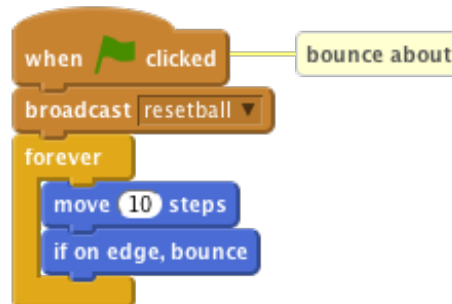 when clicked
bounce about
broadcast resetball
forever
move 10 steps
if on edge, bounce